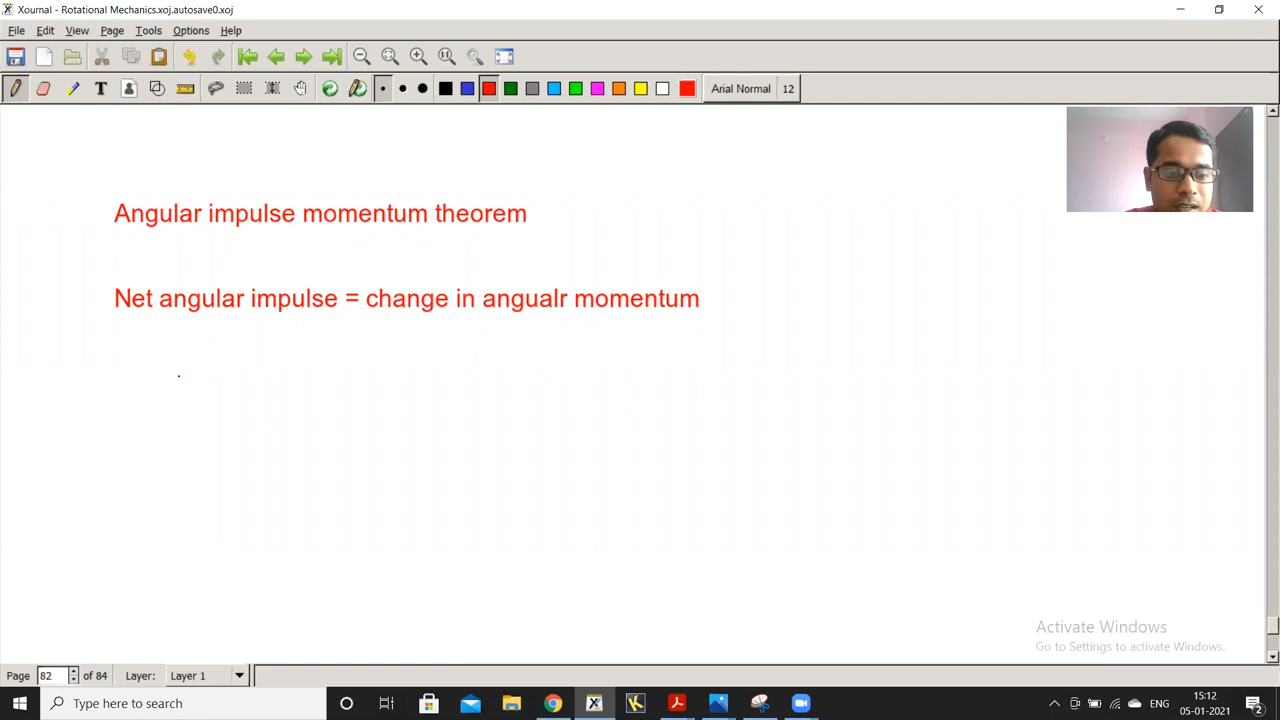 Xournal - Rotational Mechanics.xoj.autosave0.xoj
File Edit View Page Tools Options Help
Arial Normal 12
Angular impulse momentum theorem
Net angular impulse = change in angualr momentum
Activate Windows
Go to Settings to activate Windows.
Page 82 of 84 Layer: Layer 1
Type here to search
ENG
15:12
05-01-2021
2